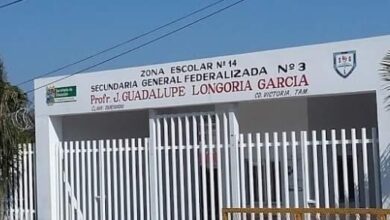 ZONA ESCOLAR Nº 14
SECUNDARIA GENERAL FEDERALIZADA Nº 3
Profr. J. GUADALUPE LONGORIA GARCIA
CD. VICTORIA, TAM.